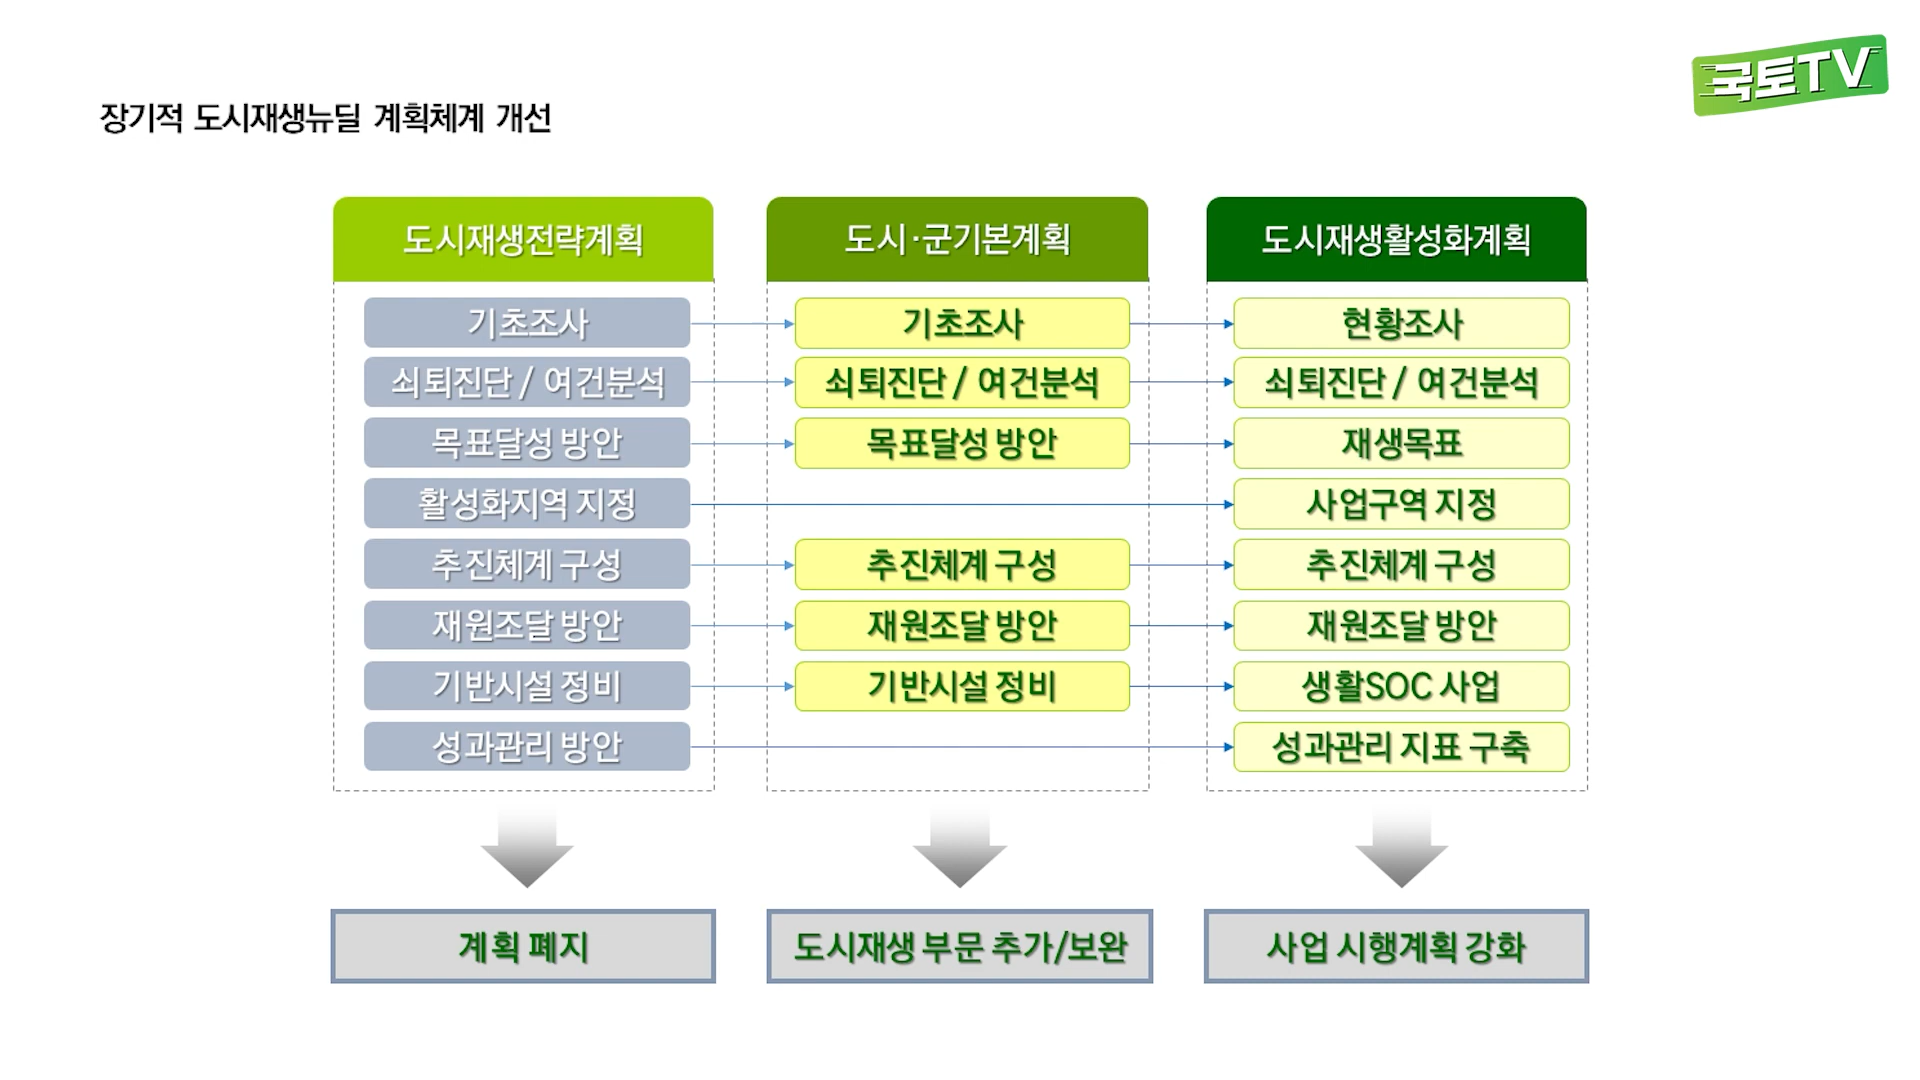 국토TV
장기적 도시재생뉴딜 계획체계 개선
도시재생전략계획
기초조사
쇠퇴진단 / 여건분석
목표달성 방안
활성화지역 지정
추진체계 구성
재원조달 방안
기반시설 정비
성과관리 방안
계획 폐지
도시·군기본계획
기초조사
쇠퇴진단 / 여건분석
목표달성 방안
추진체계 구성
재원조달 방안
기반시설 정비
도시재생 부문 추가/보완
도시재생활성화계획
현황조사
쇠퇴진단 / 여건분석
재생목표
사업구역 지정
추진체계 구성
재원조달 방안
생활SOC 사업
성과관리 지표 구축
사업 시행계획 강화